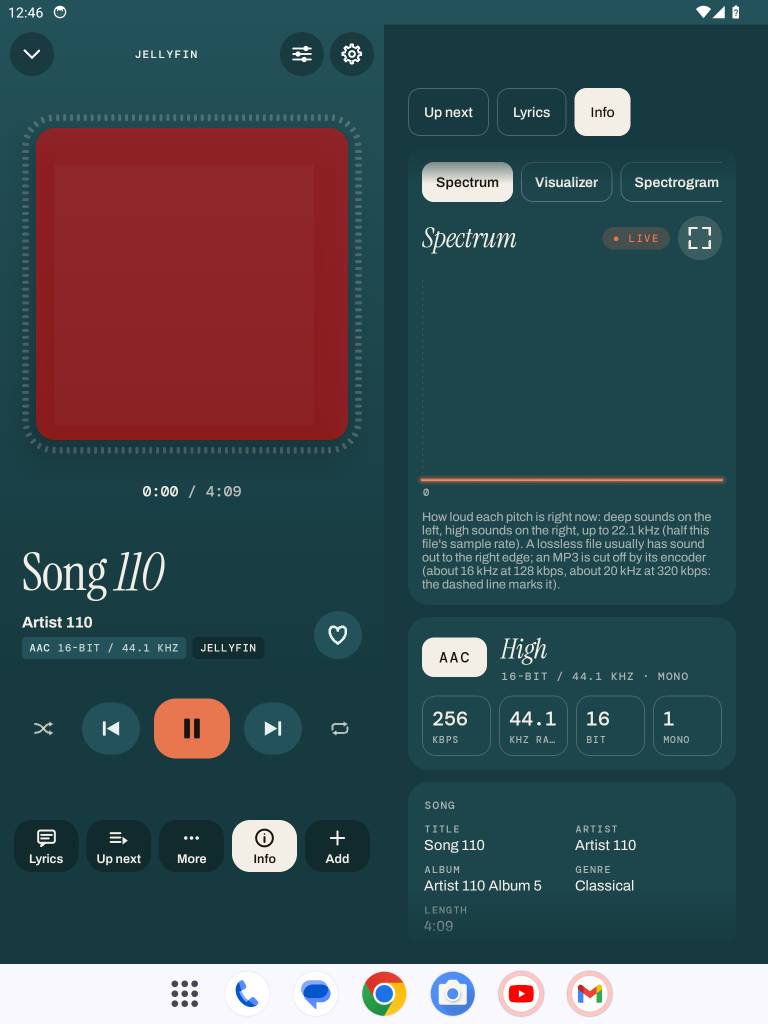 12:46
JELLYFIN
0:00 / 4:09
Song 110
Artist 110
AAC 16-BIT / 44.1 KHZ JELLYFIN
Lyrics Up next More Info Add
Up next Lyrics Info
Spectrum Visualizer Spectrogram
Spectrum • LIVE
0
How loud each pitch is right now: deep sounds on the
left, high sounds on the right, up to 22.1 kHz (half this
file's sample rate). A lossless file usually has sound
out to the right edge; an MP3 is cut off by its encoder
(about 16 kHz at 128 kbps, about 20 kHz at 320 kbps:
the dashed line marks it).
AAC High
16-BIT / 44.1 KHZ · MONO
256 44.1 16 1
KBPS KHZ RA… BIT MONO
SONG
TITLE ARTIST
Song 110 Artist 110
ALBUM GENRE
Artist 110 Album 5 Classical
LENGTH
4:09